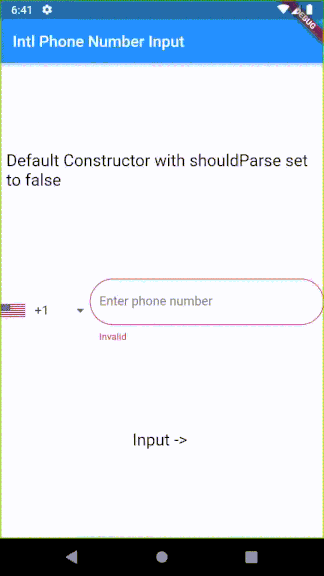 6:41
DEBUG
Intl Phone Number Input
Default Constructor with shouldParse set
to false
+1
Enter phone number
Invalid
Input ->